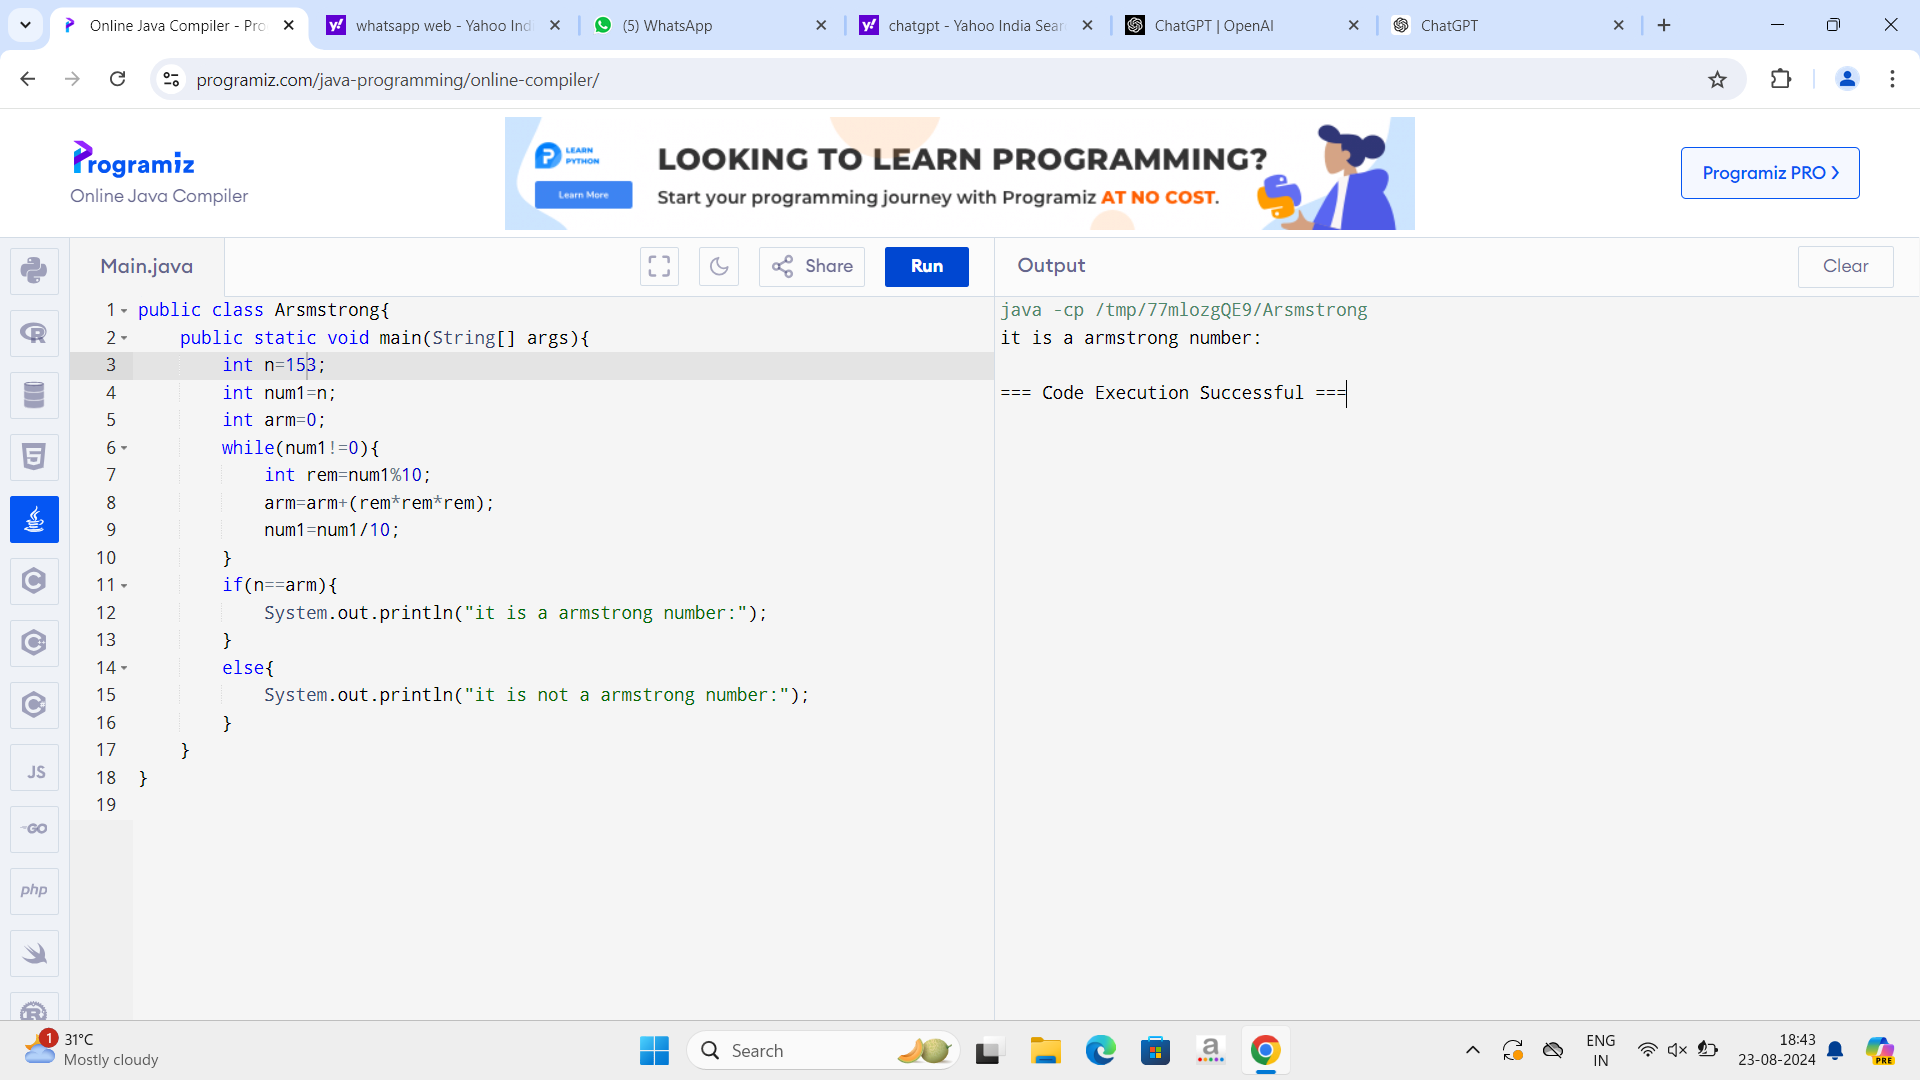 Online Java Compiler - Pro
whatsapp web - Yahoo Indi
(5) WhatsApp
chatgpt - Yahoo India Sear
ChatGPT | OpenAI
ChatGPT
programiz.com/java-programming/online-compiler/
Programiz
Online Java Compiler
LEARN
PYTHON
Learn More
LOOKING TO LEARN PROGRAMMING?
Start your programming journey with Programiz AT NO COST.
Programiz PRO >
Main.java
Share
Run
Output
Clear
1 public class Arsmstrong{
2 public static void main(String[] args){
3 int n=153;
4 int num1=n;
5 int arm=0;
6 while(num1!=0){
7 int rem=num1%10;
8 arm=arm+(rem*rem*rem);
9 num1=num1/10;
10 }
11 if(n==arm){
12 System.out.println("it is a armstrong number:");
13 }
14 else{
15 System.out.println("it is not a armstrong number:");
16 }
17 }
18 }
19
java -cp /tmp/77mlozgQE9/Arsmstrong
it is a armstrong number:
=== Code Execution Successful ===
JS
GO
php
1
31°C
Mostly cloudy
Search
a
ENG
IN
18:43
23-08-2024
PRE